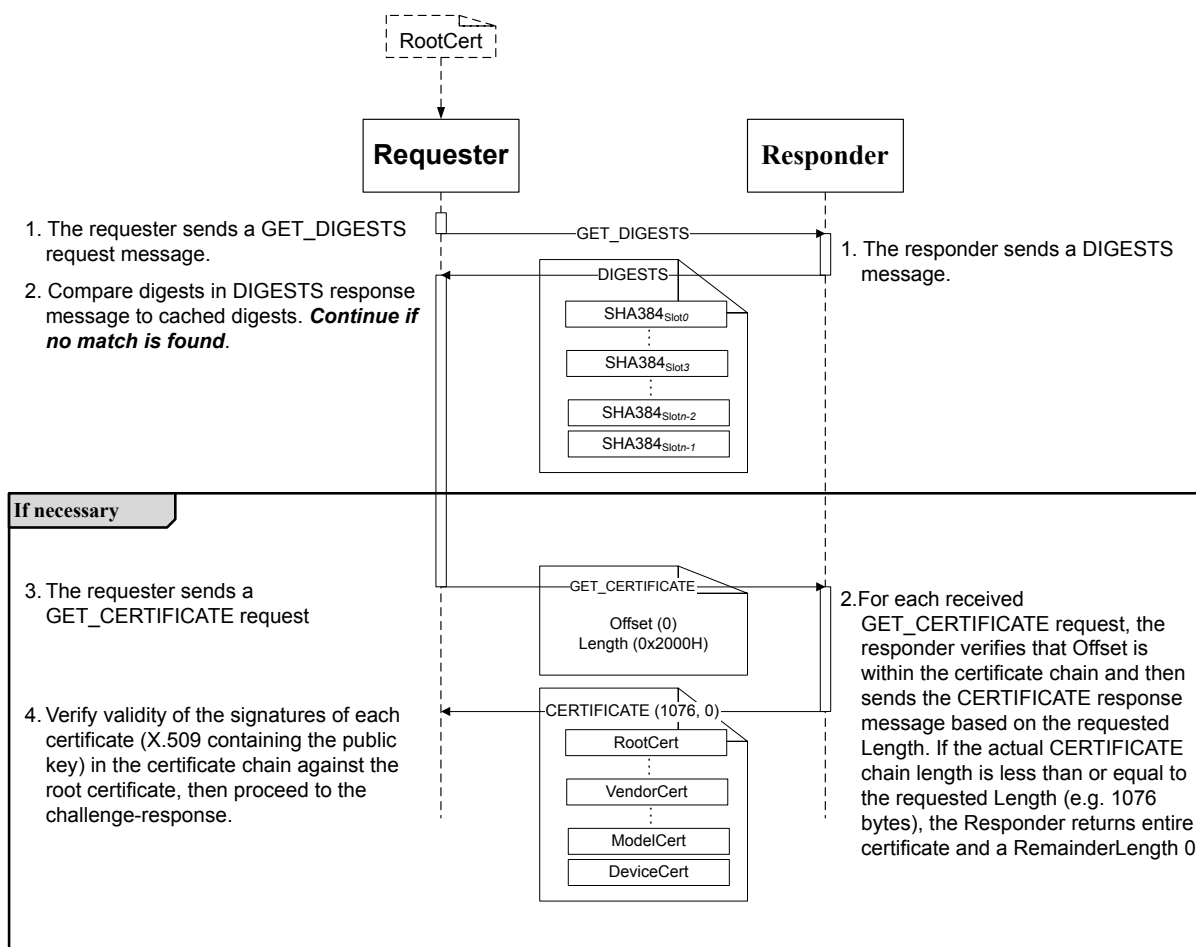 RootCert
Requester
Responder
1. The requester sends a GET_DIGESTS
request message.
2. Compare digests in DIGESTS response
message to cached digests. Continue if
no match is found.
GET_DIGESTS
1. The responder sends a DIGESTS
message.
DIGESTS
SHA384Slot0
SHA384Slot3
SHA384Slotn-2
SHA384Slotn-1
If necessary
3. The requester sends a
GET_CERTIFICATE request
GET_CERTIFICATE
Offset (0)
Length (0x2000H)
2.For each received
GET_CERTIFICATE request, the
responder verifies that Offset is
within the certificate chain and then
sends the CERTIFICATE response
message based on the requested
Length. If the actual CERTIFICATE
chain length is less than or equal to
the requested Length (e.g. 1076
bytes), the Responder returns entire
certificate and a RemainderLength 0
4. Verify validity of the signatures of each
certificate (X.509 containing the public
key) in the certificate chain against the
root certificate, then proceed to the
challenge-response.
CERTIFICATE (1076, 0)
RootCert
VendorCert
ModelCert
DeviceCert